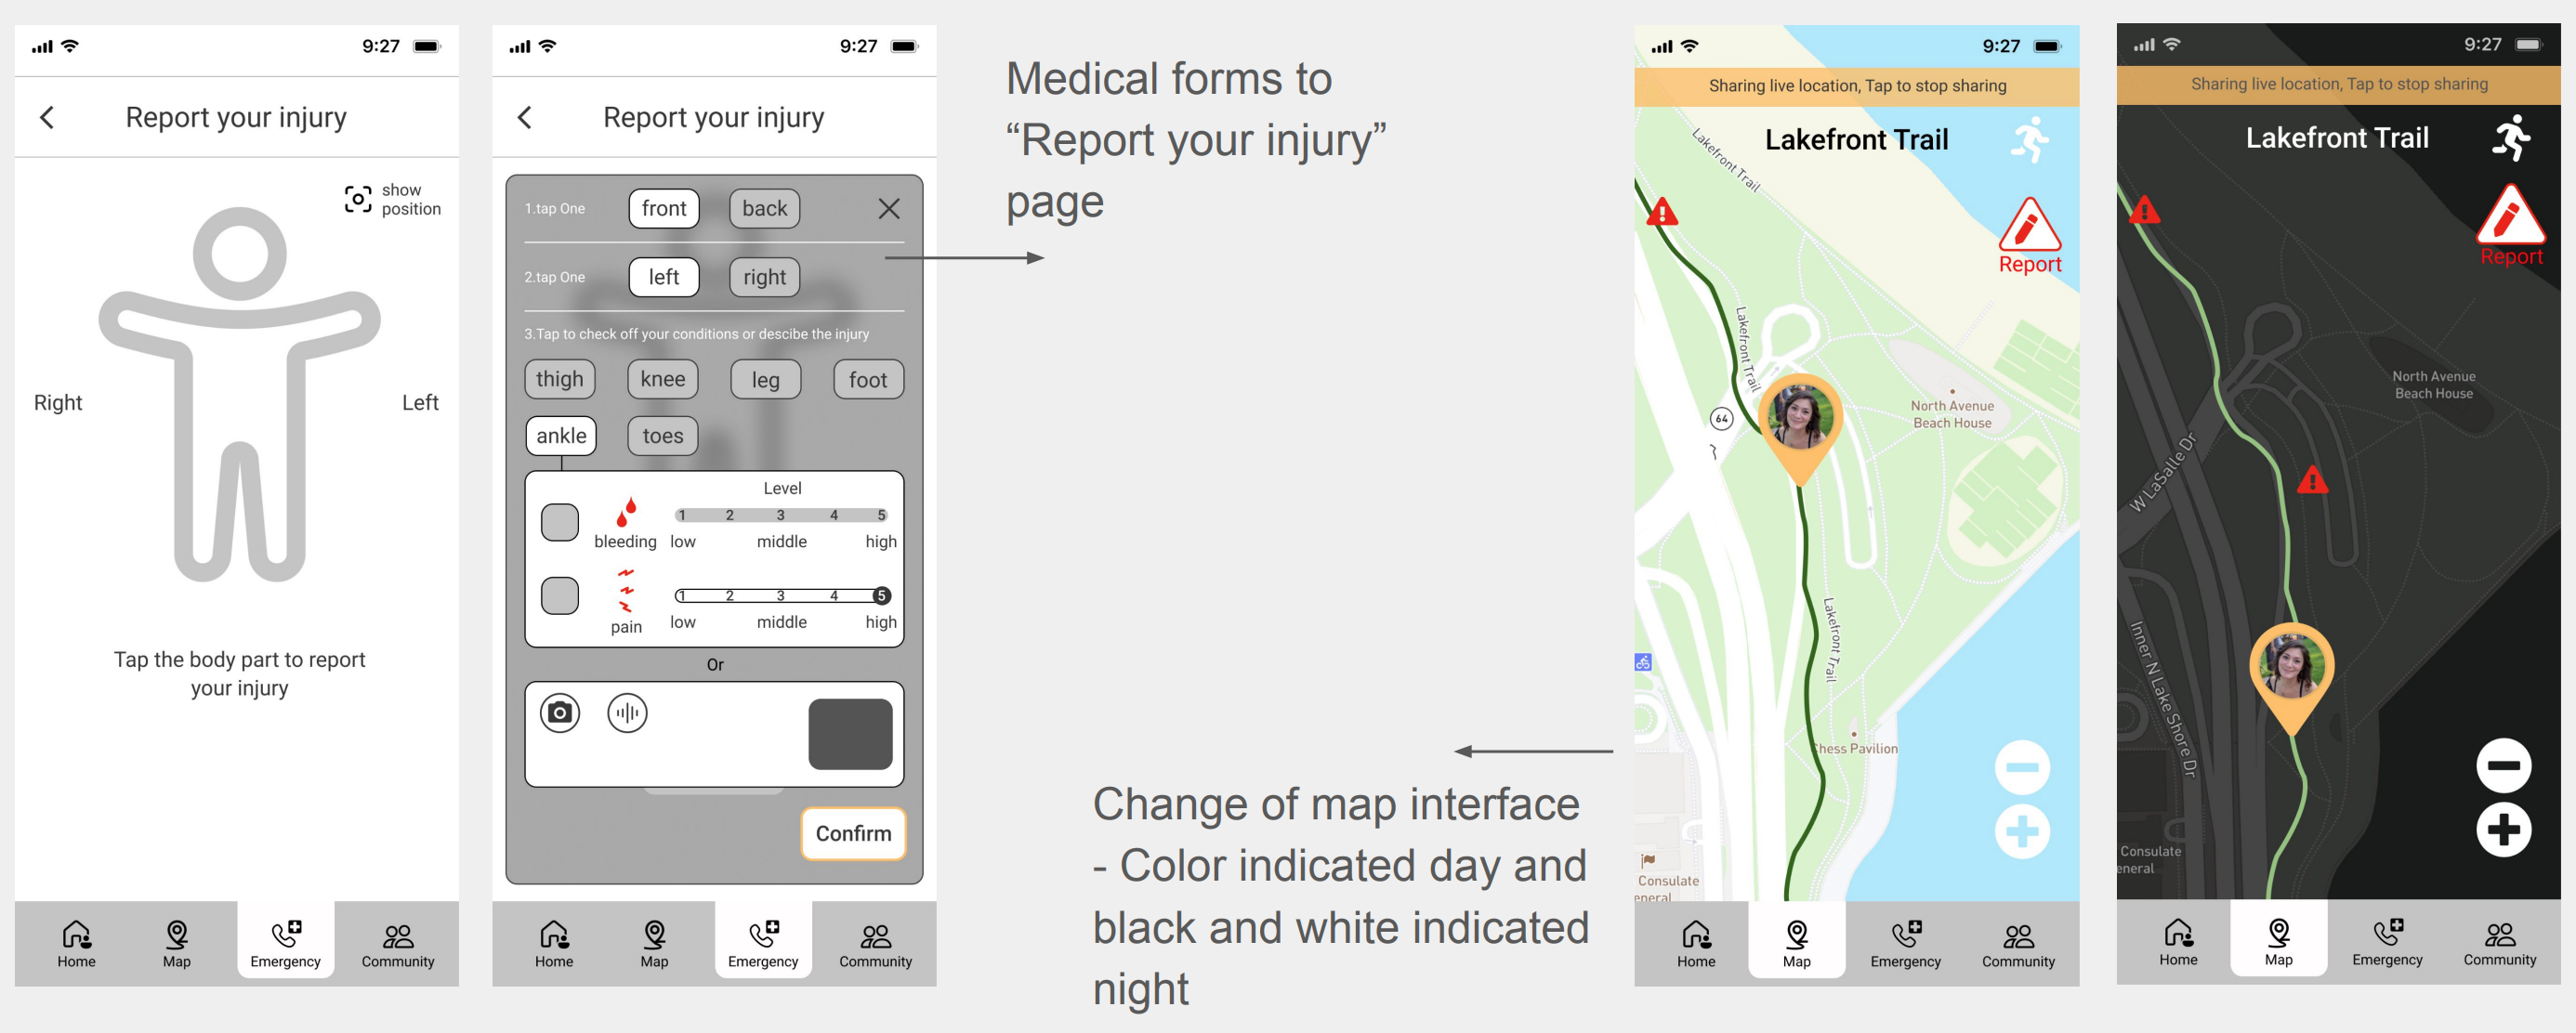 9:27
Report your injury
show
position
Right
Left
Tap the body part to report
your injury
Home
Map
Emergency
Community
9:27
Report your injury
1.tap One
front
back
2.tap One
left
right
3.Tap to check off your conditions or descibe the injury
thigh
knee
leg
foot
ankle
toes
Level
1 2 3 4 5
bleeding
low
middle
high
1 2 3 4 5
pain
low
middle
high
Or
Confirm
Home
Map
Emergency
Community
Medical forms to
“Report your injury”
page
Change of map interface
- Color indicated day and
black and white indicated
night
9:27
Sharing live location, Tap to stop sharing
Lakefront Trail
Lakefront Trail
Report
Lakefront Trail
64
North Avenue
Beach House
Lakefront Trail
Chess Pavilion
Consulate
eneral
Home
Map
Emergency
Community
9:27
Sharing live location, Tap to stop sharing
Lakefront Trail
Report
North Avenue
Beach House
W LaSalle Dr
Inner N Lake Shore Dr
Consulate
eneral
Home
Map
Emergency
Community